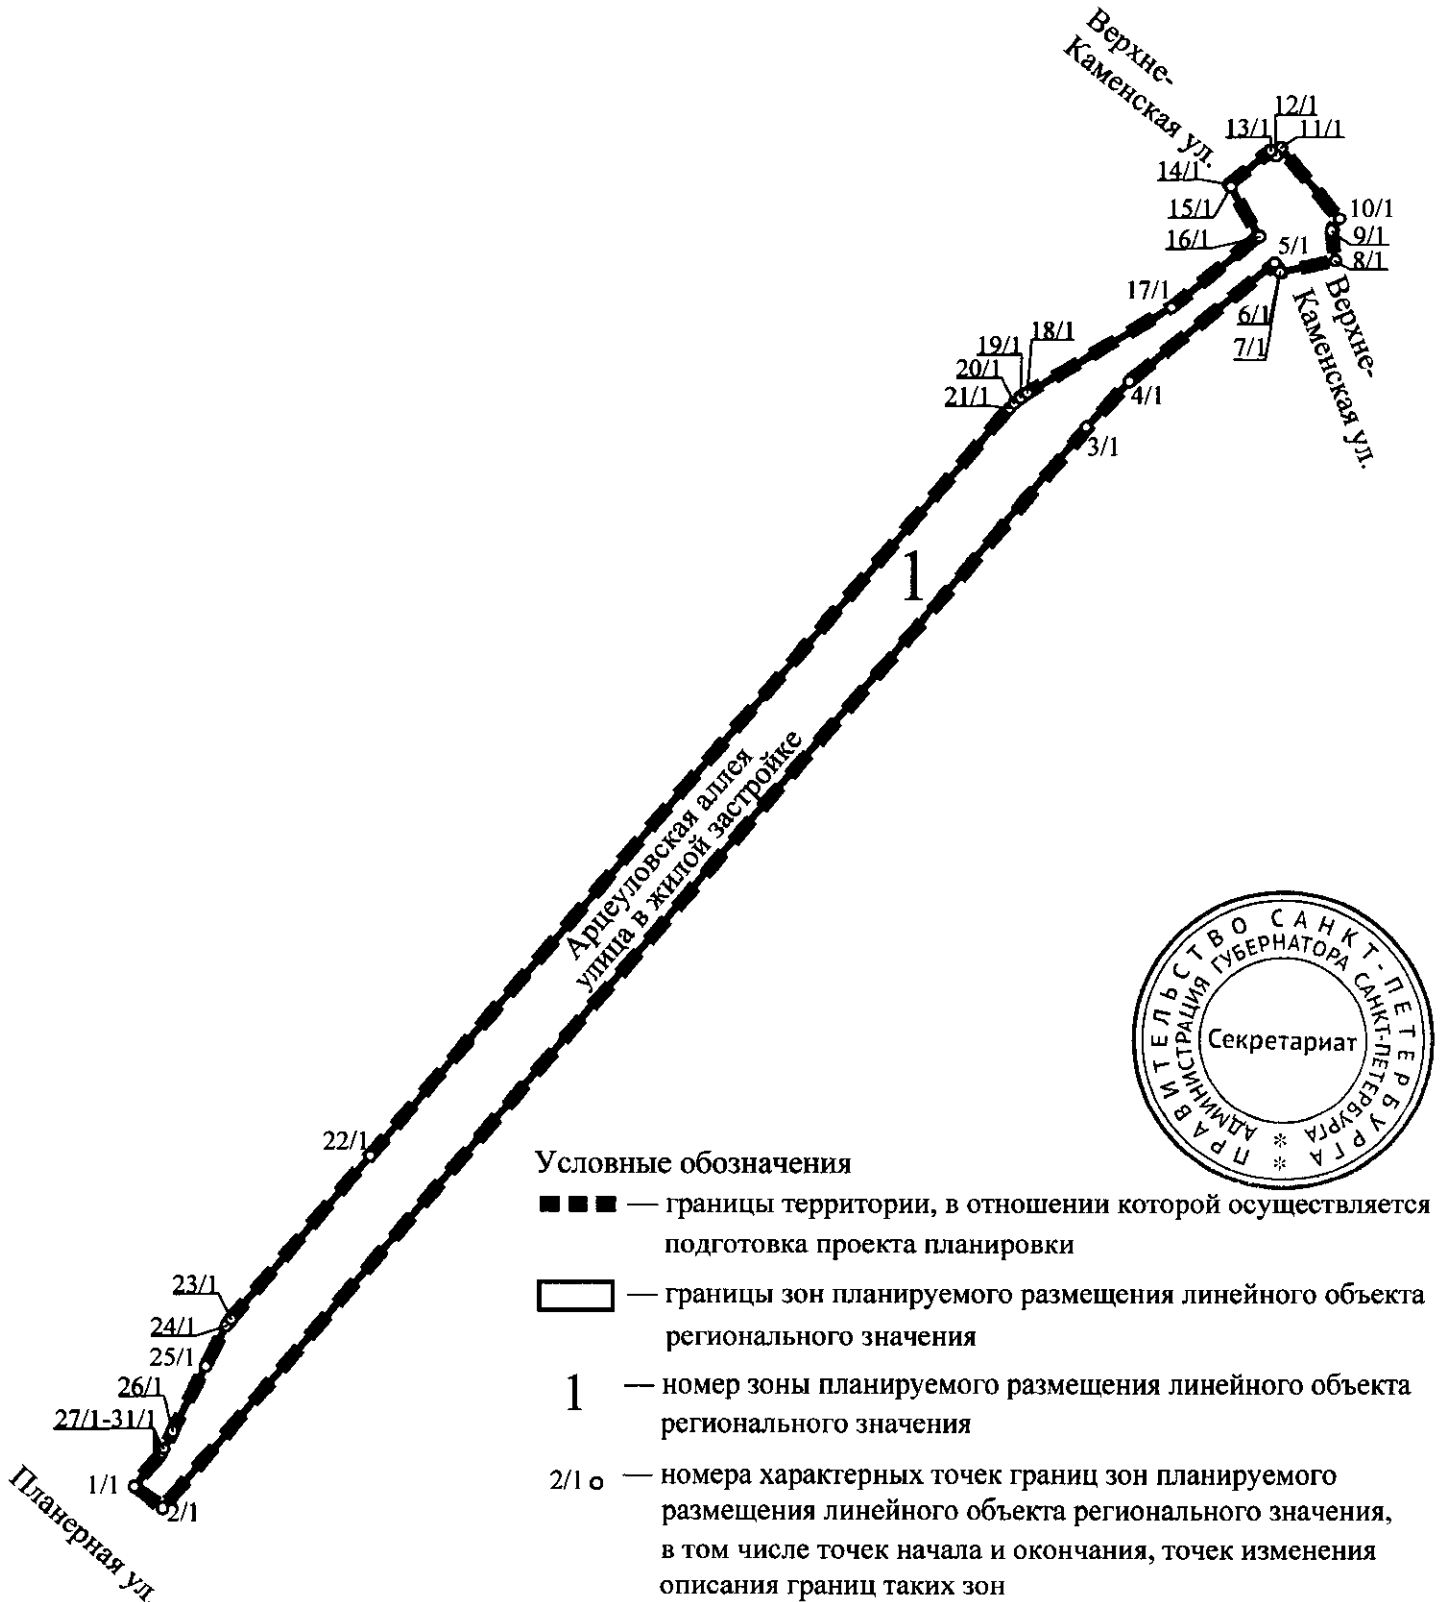 Верхне-
Каменская ул.
12/1
13/1
11/1
14/1
15/1
10/1
16/1
9/1
5/1
8/1
17/1
6/1
7/1
Верхне-
Каменская ул.
18/1
19/1
20/1
21/1
4/1
3/1
1
Арцеуловская аллея
улица в жилой застройке
ПРАВИТЕЛЬСТВО САНКТ-ПЕТЕРБУРГА
АДМИНИСТРАЦИЯ ГУБЕРНАТОРА САНКТ-ПЕТЕРБУРГА
Секретариат
22/1
23/1
24/1
25/1
26/1
27/1-31/1
1/1
2/1
Планерная ул.
Условные обозначения
— границы территории, в отношении которой осуществляется
подготовка проекта планировки
— границы зон планируемого размещения линейного объекта
регионального значения
1 — номер зоны планируемого размещения линейного объекта
регионального значения
2/1 — номера характерных точек границ зон планируемого
размещения линейного объекта регионального значения,
в том числе точек начала и окончания, точек изменения
описания границ таких зон